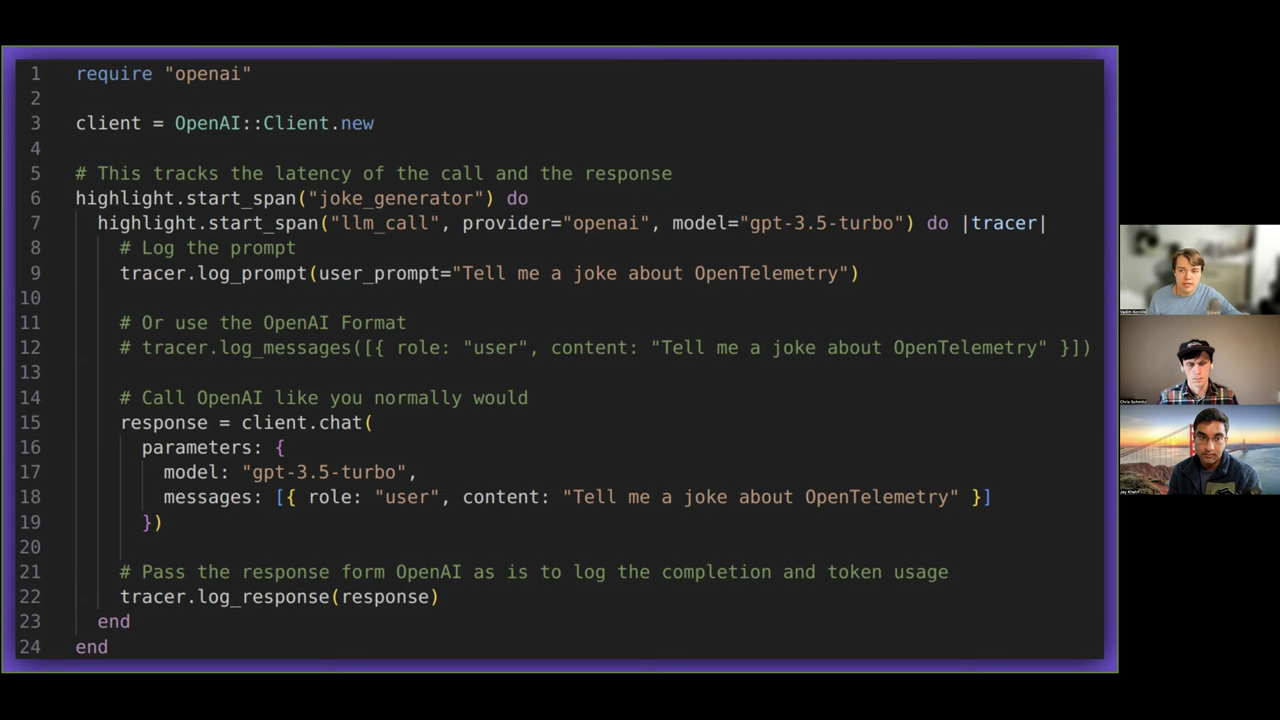 1 require "openai"
2
3 client = OpenAI::Client.new
4
5 # This tracks the latency of the call and the response
6 highlight.start_span("joke_generator") do
7 highlight.start_span("llm_call", provider="openai", model="gpt-3.5-turbo") do |tracer|
8 # Log the prompt
9 tracer.log_prompt(user_prompt="Tell me a joke about OpenTelemetry")
10
11 # Or use the OpenAI Format
12 # tracer.log_messages([{ role: "user", content: "Tell me a joke about OpenTelemetry" }])
13
14 # Call OpenAI like you normally would
15 response = client.chat(
16 parameters: {
17 model: "gpt-3.5-turbo",
18 messages: [{ role: "user", content: "Tell me a joke about OpenTelemetry" }]
19 })
20
21 # Pass the response form OpenAI as is to log the completion and token usage
22 tracer.log_response(response)
23 end
24 end
Chris Schmitz